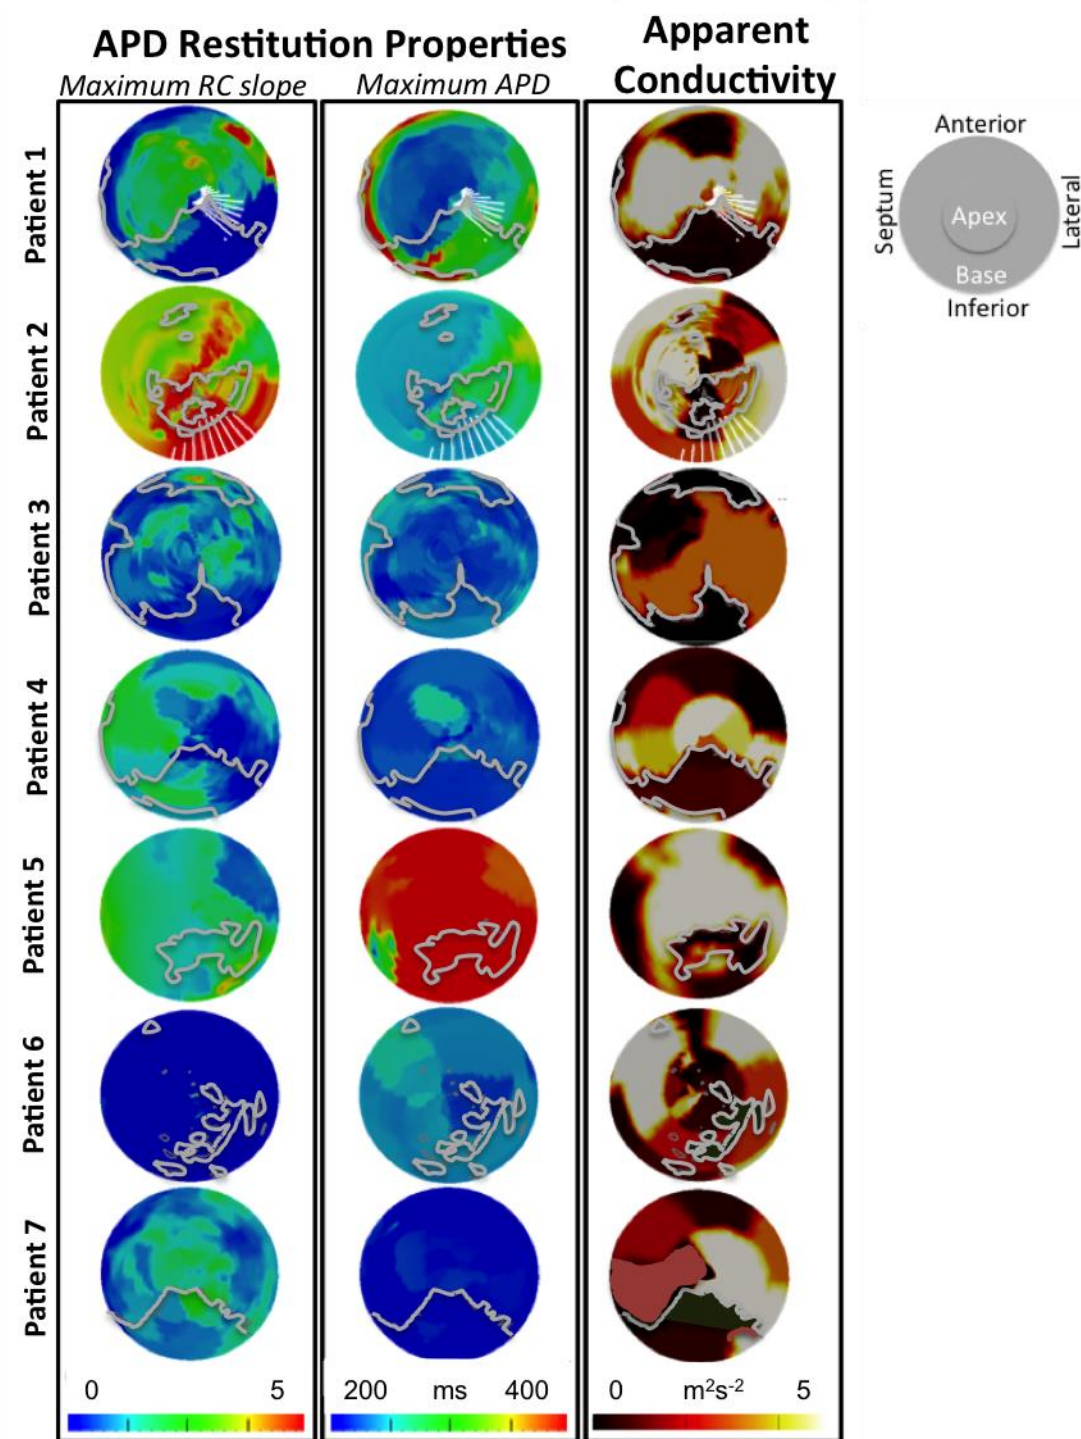 APD Restitution Properties
Maximum RC slope
Maximum APD
Apparent
Conductivity
Anterior
Septum
Apex
Lateral
Base
Inferior
Patient 1
Patient 2
Patient 3
Patient 4
Patient 5
Patient 6
Patient 7
0 5
200 ms 400
0 m²s⁻² 5